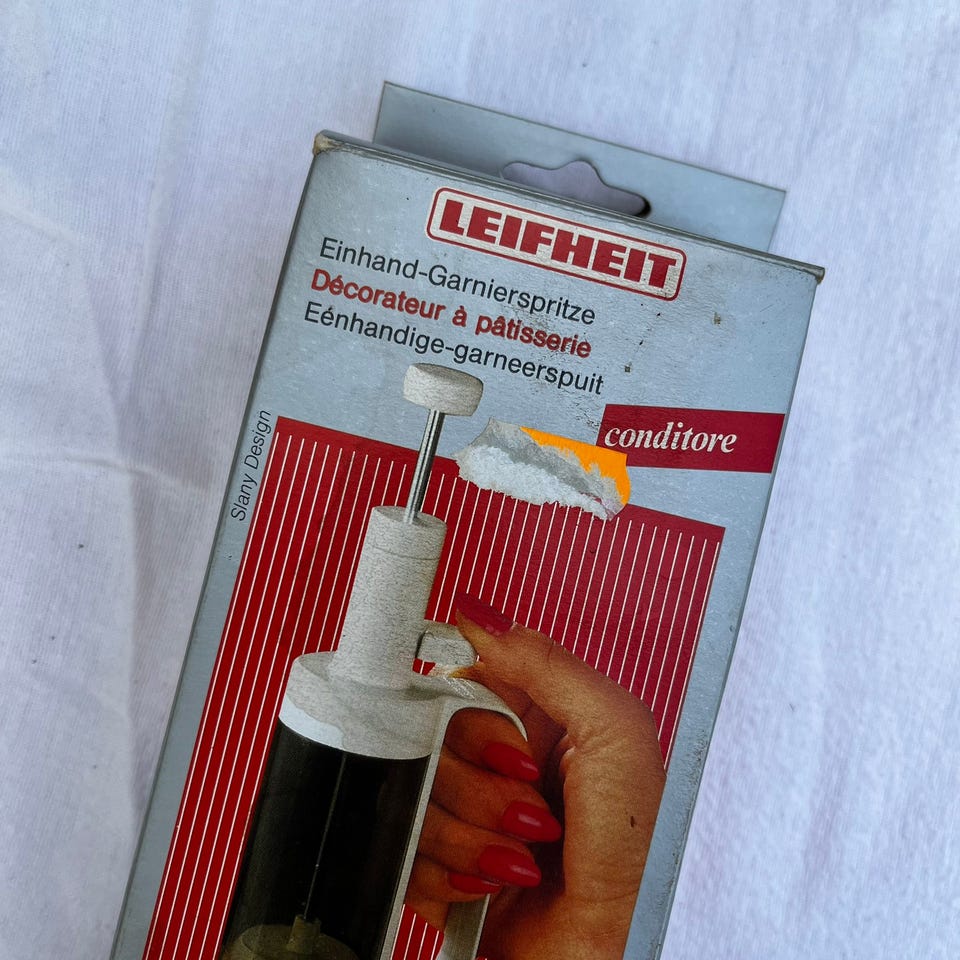 LEIFHEIT
Einhand-Garnierspritze
Décorateur à pâtisserie
Eénhandige-garneerspuit
conditore
Slany Design